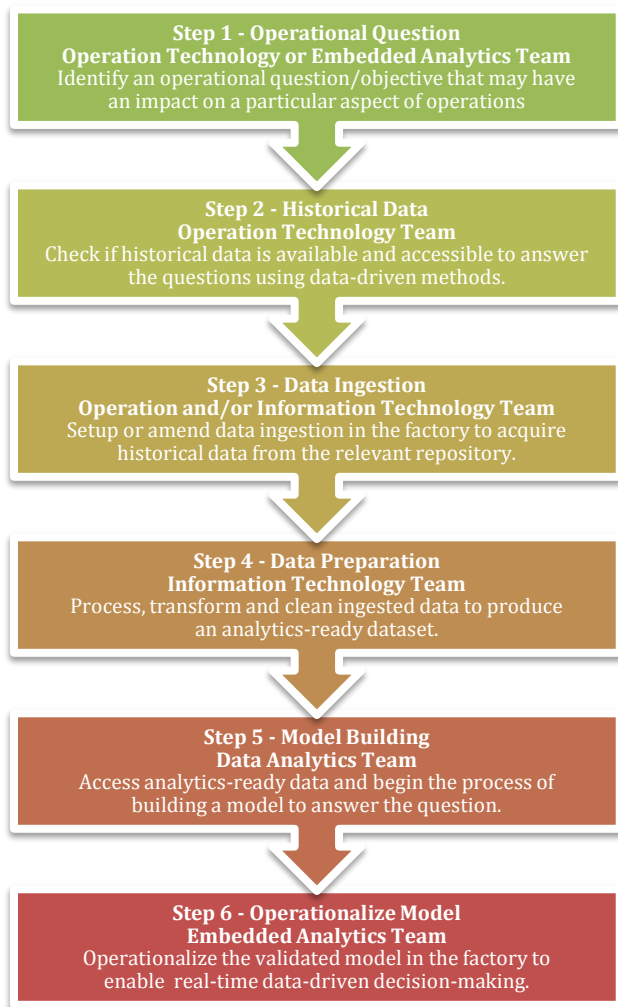 Step 1 - Operational Question
Operation Technology or Embedded Analytics Team
Identify an operational question/objective that may have
an impact on a particular aspect of operations
Step 2 - Historical Data
Operation Technology Team
Check if historical data is available and accessible to answer
the questions using data-driven methods.
Step 3 - Data Ingestion
Operation and/or Information Technology Team
Setup or amend data ingestion in the factory to acquire
historical data from the relevant repository.
Step 4 - Data Preparation
Information Technology Team
Process, transform and clean ingested data to produce
an analytics-ready dataset.
Step 5 - Model Building
Data Analytics Team
Access analytics-ready data and begin the process of
building a model to answer the question.
Step 6 - Operationalize Model
Embedded Analytics Team
Operationalize the validated model in the factory to
enable real-time data-driven decision-making.